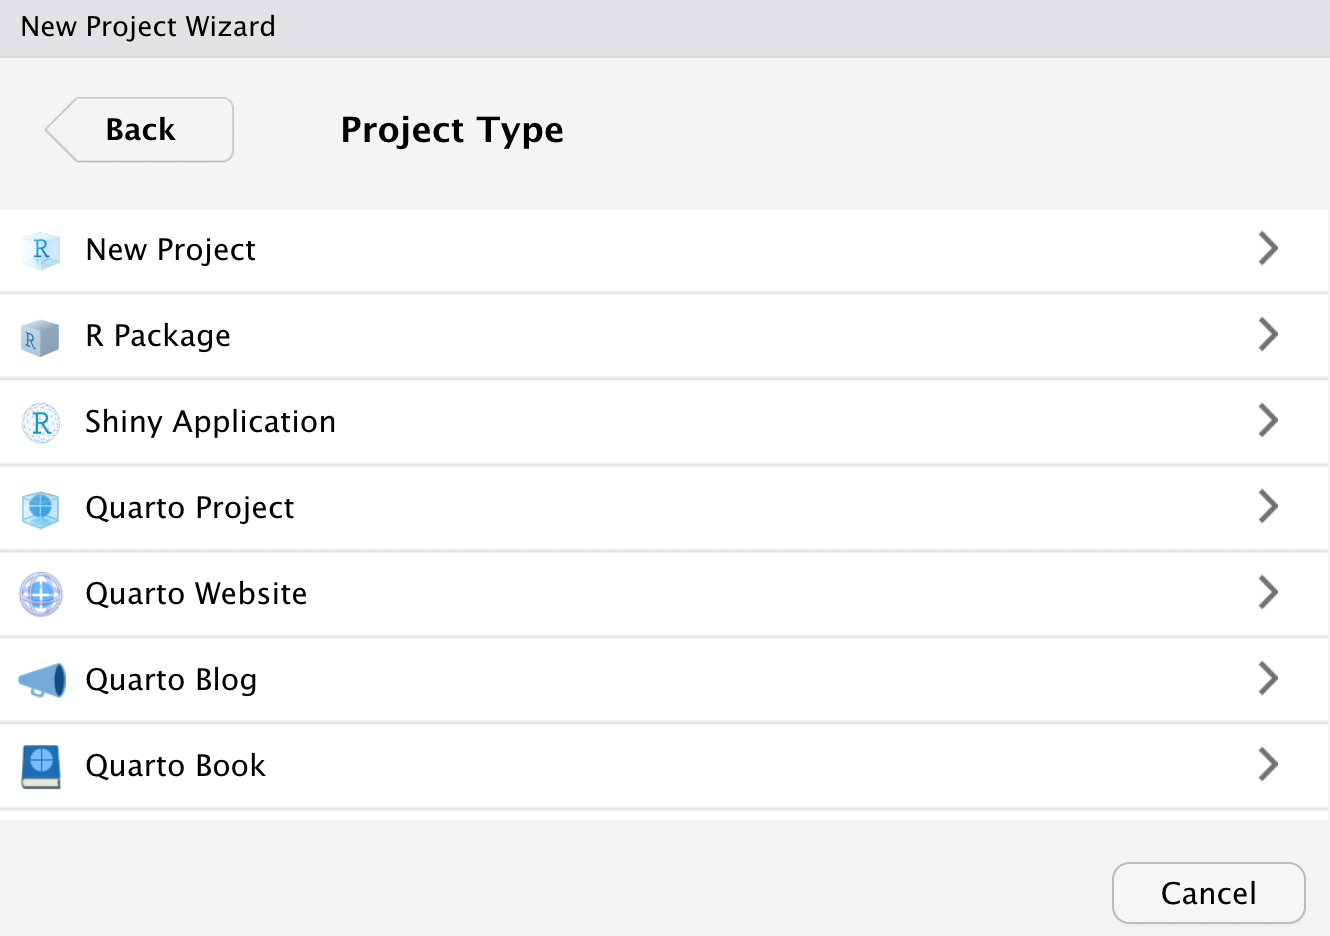 New Project Wizard
Back
Project Type
R New Project
R R Package
R Shiny Application
Quarto Project
Quarto Website
Quarto Blog
Quarto Book
Cancel